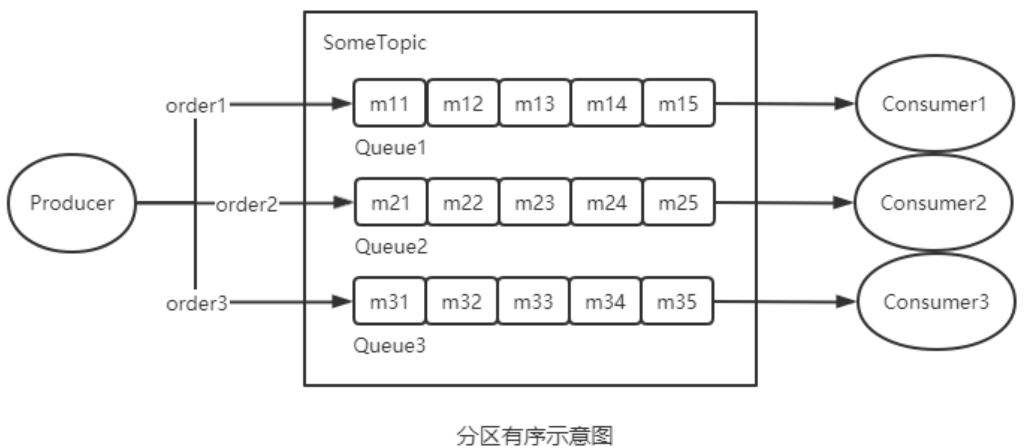 SomeTopic
order1
m11 m12 m13 m14 m15
Consumer1
Queue1
Producer
order2
m21 m22 m23 m24 m25
Consumer2
Queue2
order3
m31 m32 m33 m34 m35
Consumer3
Queue3
分区有序示意图